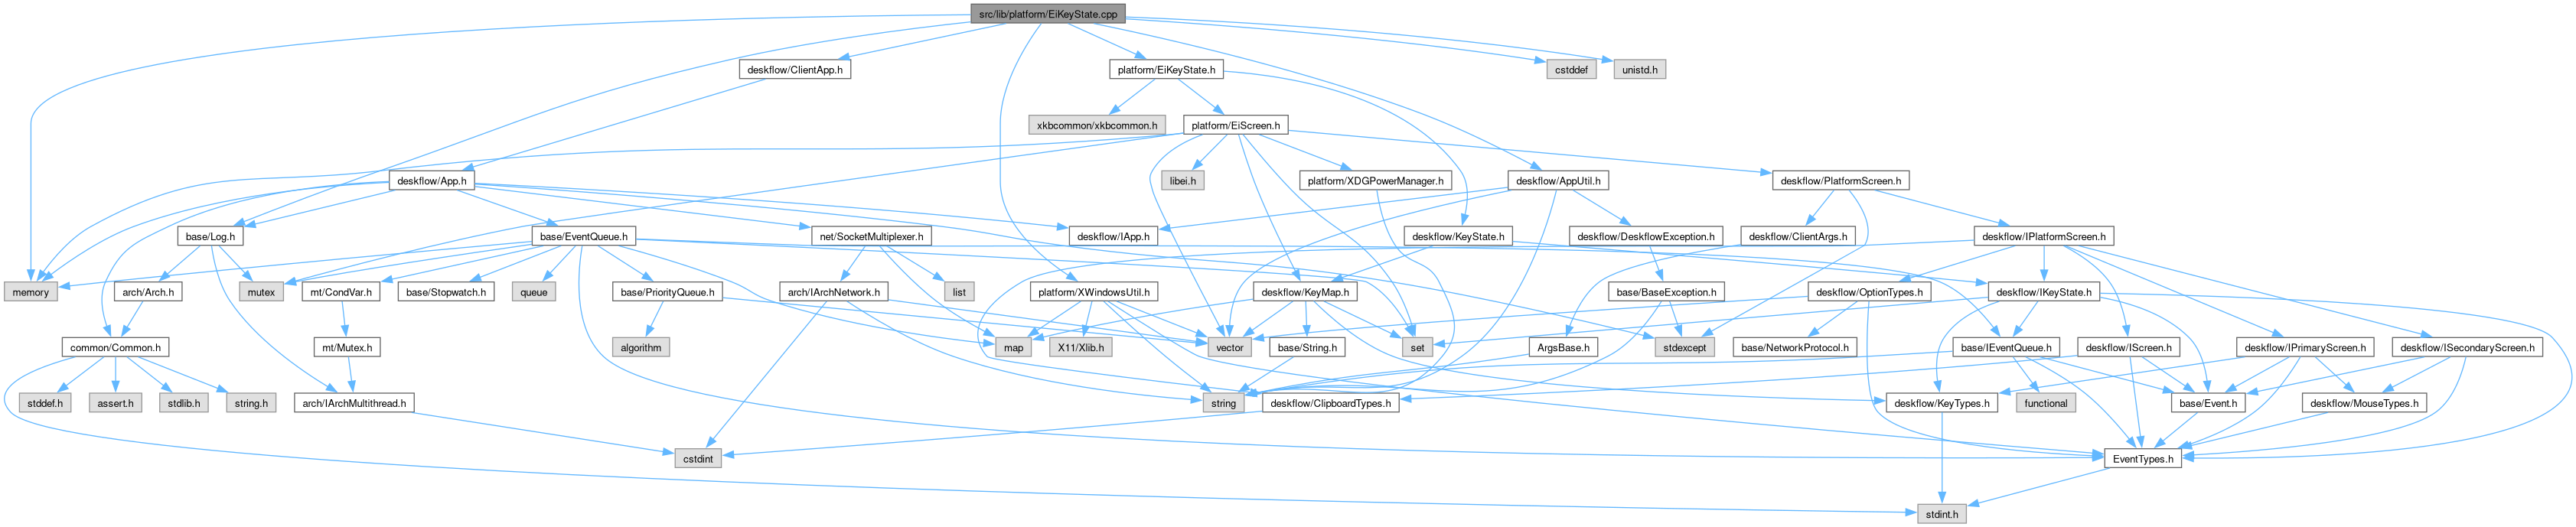 src/lib/platform/EiKeyState.cpp
deskflow/ClientApp.h
platform/EiKeyState.h
cstddef
unistd.h
xkbcommon/xkbcommon.h
platform/EiScreen.h
deskflow/App.h
libei.h
platform/XDGPowerManager.h
deskflow/AppUtil.h
deskflow/PlatformScreen.h
base/Log.h
base/EventQueue.h
net/SocketMultiplexer.h
deskflow/IApp.h
deskflow/KeyState.h
deskflow/DeskflowException.h
deskflow/ClientArgs.h
deskflow/IPlatformScreen.h
memory
arch/Arch.h
mutex
mt/CondVar.h
base/Stopwatch.h
queue
base/PriorityQueue.h
arch/IArchNetwork.h
list
platform/XWindowsUtil.h
deskflow/KeyMap.h
base/BaseException.h
deskflow/OptionTypes.h
deskflow/IKeyState.h
common/Common.h
mt/Mutex.h
algorithm
map
X11/Xlib.h
vector
base/String.h
set
ArgsBase.h
stdexcept
base/NetworkProtocol.h
base/IEventQueue.h
deskflow/IScreen.h
deskflow/IPrimaryScreen.h
deskflow/ISecondaryScreen.h
stddef.h
assert.h
stdlib.h
string.h
arch/IArchMultithread.h
string
deskflow/ClipboardTypes.h
deskflow/KeyTypes.h
functional
base/Event.h
deskflow/MouseTypes.h
cstdint
EventTypes.h
stdint.h